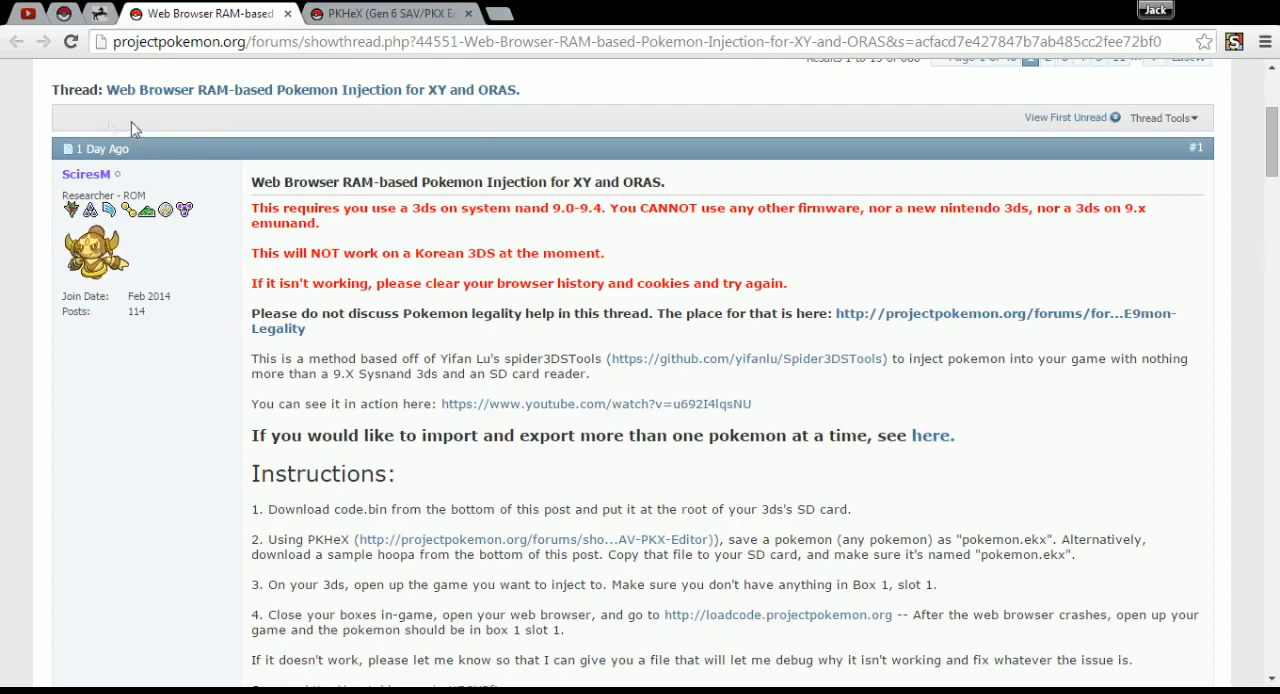 Jack
Web Browser RAM-based
PKHeX (Gen 6 SAV/PKX E
projectpokemon.org/forums/showthread.php?44551-Web-Browser-RAM-based-Pokemon-Injection-for-XY-and-ORAS&s=acfacd7e427847b7ab485cc2fee72bf0
Thread: Web Browser RAM-based Pokemon Injection for XY and ORAS.
View First Unread Thread Tools
1 Day Ago #1
SciresM
Researcher - ROM
Join Date: Feb 2014
Posts: 114
Web Browser RAM-based Pokemon Injection for XY and ORAS.
This requires you use a 3ds on system nand 9.0-9.4. You CANNOT use any other firmware, nor a new nintendo 3ds, nor a 3ds on 9.x
emunand.
This will NOT work on a Korean 3DS at the moment.
If it isn't working, please clear your browser history and cookies and try again.
Please do not discuss Pokemon legality help in this thread. The place for that is here: http://projectpokemon.org/forums/for...E9mon-
Legality
This is a method based off of Yifan Lu's spider3DSTools (https://github.com/yifanlu/Spider3DSTools) to inject pokemon into your game with nothing
more than a 9.X Sysnand 3ds and an SD card reader.
You can see it in action here: https://www.youtube.com/watch?v=u692I4lqsNU
If you would like to import and export more than one pokemon at a time, see here.
Instructions:
1. Download code.bin from the bottom of this post and put it at the root of your 3ds's SD card.
2. Using PKHeX (http://projectpokemon.org/forums/sho...AV-PKX-Editor)), save a pokemon (any pokemon) as "pokemon.ekx". Alternatively,
download a sample hoopa from the bottom of this post. Copy that file to your SD card, and make sure it's named "pokemon.ekx".
3. On your 3ds, open up the game you want to inject to. Make sure you don't have anything in Box 1, slot 1.
4. Close your boxes in-game, open your web browser, and go to http://loadcode.projectpokemon.org -- After the web browser crashes, open up your
game and the pokemon should be in box 1 slot 1.
If it doesn't work, please let me know so that I can give you a file that will let me debug why it isn't working and fix whatever the issue is.